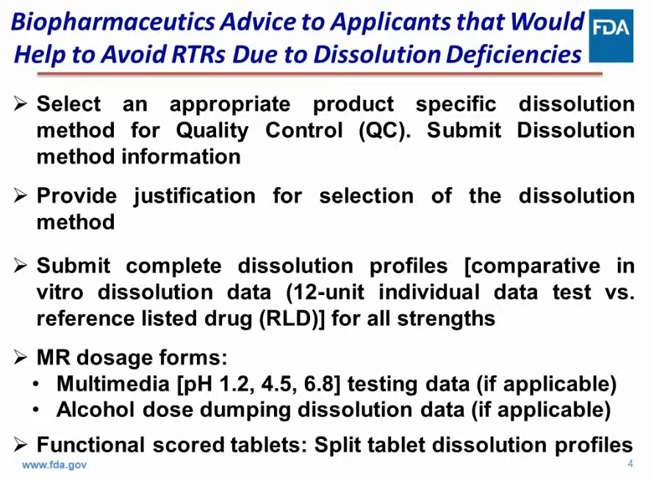 Biopharmaceutics Advice to Applicants that Would
Help to Avoid RTRs Due to Dissolution Deficiencies
FDA
➢ Select an appropriate product specific dissolution
method for Quality Control (QC). Submit Dissolution
method information
➢ Provide justification for selection of the dissolution
method
➢ Submit complete dissolution profiles [comparative in
vitro dissolution data (12-unit individual data test vs.
reference listed drug (RLD)] for all strengths
➢ MR dosage forms:
• Multimedia [pH 1.2, 4.5, 6.8] testing data (if applicable)
• Alcohol dose dumping dissolution data (if applicable)
➢ Functional scored tablets: Split tablet dissolution profiles
www.fda.gov
4